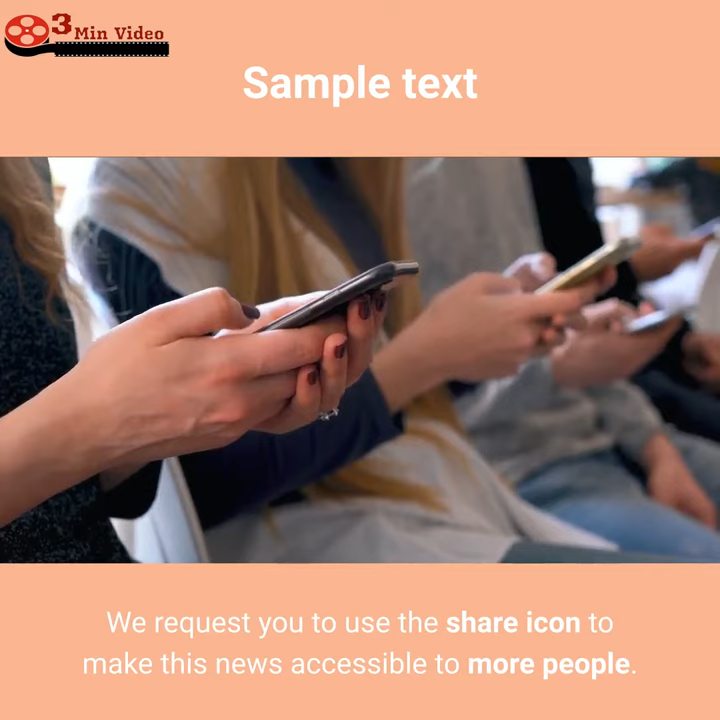 3 Min Video
Sample text
We request you to use the share icon to
make this news accessible to more people.